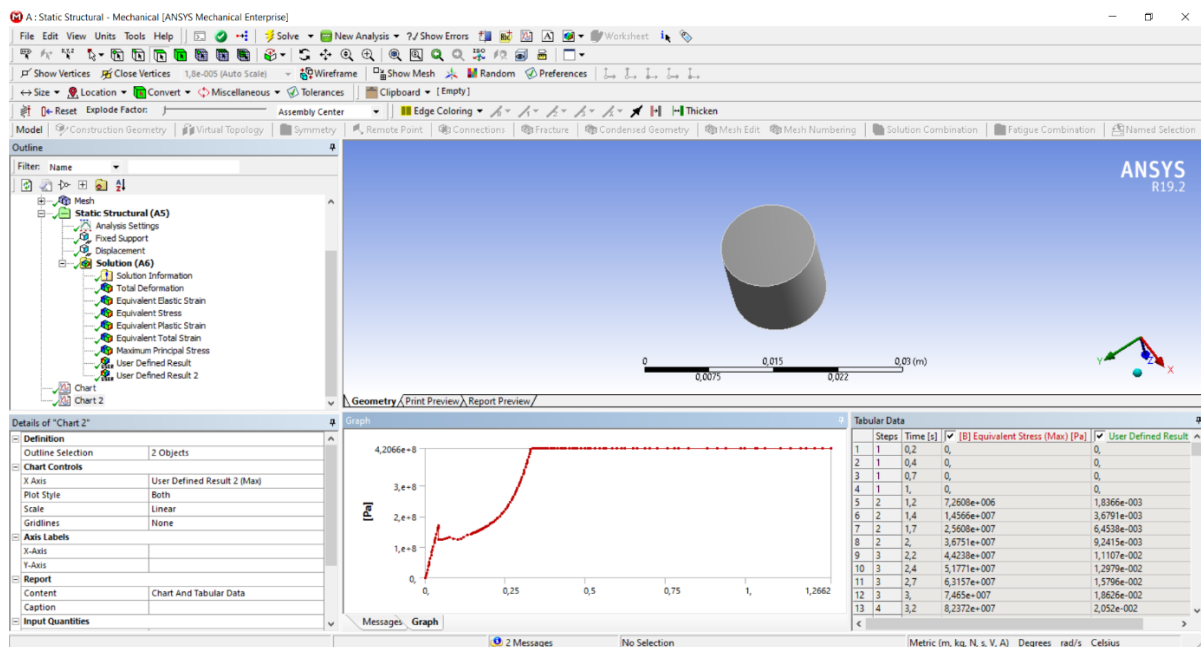 A : Static Structural - Mechanical [ANSYS Mechanical Enterprise]
File Edit View Units Tools Help Solve New Analysis ?/ Show Errors Worksheet
Show Vertices Close Vertices 1,8e-005 (Auto Scale) Wireframe Show Mesh Random Preferences
Size Location Convert Miscellaneous Tolerances Clipboard [Empty]
Reset Explode Factor: Assembly Center Edge Coloring Thicken
Model Construction Geometry Virtual Topology Symmetry Remote Point Connections Fracture Condensed Geometry Mesh Edit Mesh Numbering Solution Combination Fatigue Combination Named Selection
Outline
Filter: Name
Mesh
Static Structural (A5)
Analysis Settings
Fixed Support
Displacement
Solution (A6)
Solution Information
Total Deformation
Equivalent Elastic Strain
Equivalent Stress
Equivalent Plastic Strain
Equivalent Total Strain
Maximum Principal Stress
User Defined Result
User Defined Result 2
Chart
Chart 2
ANSYS
R19.2
0 0,015 0,03 (m)
0,0075 0,022
Y Z X
Geometry Print Preview Report Preview
Details of "Chart 2"
Definition
Outline Selection 2 Objects
Chart Controls
X Axis User Defined Result 2 (Max)
Plot Style Both
Scale Linear
Gridlines None
Axis Labels
X-Axis
Y-Axis
Report
Content Chart And Tabular Data
Caption
Input Quantities
Graph
4,2066e+8
3,e+8
2,e+8
1,e+8
0,
[Pa]
0, 0,25 0,5 0,75 1, 1,2662
Messages Graph
Tabular Data
Steps Time [s] [B] Equivalent Stress (Max) [Pa] User Defined Result
1 1 0,2 0, 0,
2 1 0,4 0, 0,
3 1 0,7 0, 0,
4 1 1, 0, 0,
5 2 1,2 7,2608e+006 1,8366e-003
6 2 1,4 1,4566e+007 3,6791e-003
7 2 1,7 2,5608e+007 6,4538e-003
8 2 2, 3,6751e+007 9,2415e-003
9 3 2,2 4,4238e+007 1,1107e-002
10 3 2,4 5,1771e+007 1,2979e-002
11 3 2,7 6,3157e+007 1,5796e-002
12 3 3, 7,465e+007 1,8626e-002
13 4 3,2 8,2372e+007 2,052e-002
2 Messages No Selection Metric (m, kg, N, s, V, A) Degrees rad/s Celsius